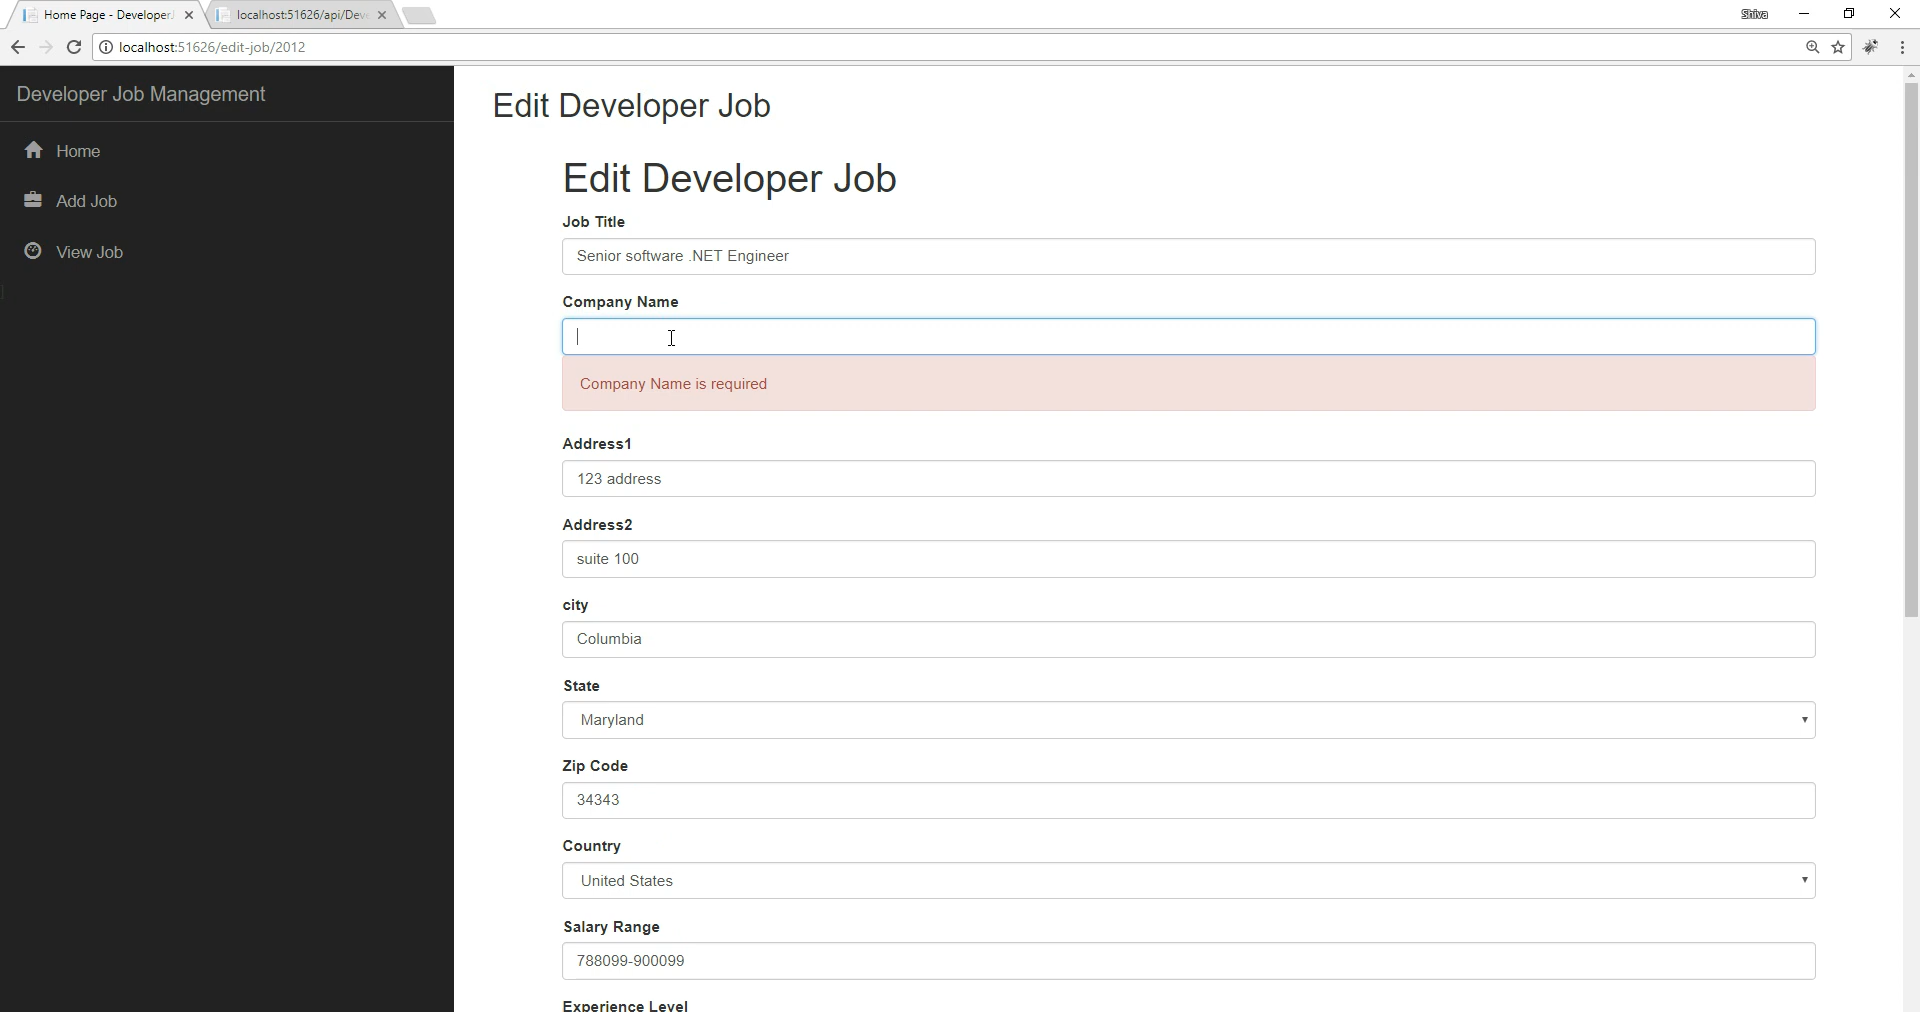 Home Page - Developer
localhost:51626/api/Dev
Shiva
localhost:51626/edit-job/2012
Developer Job Management
Home
Add Job
View Job
Edit Developer Job
Edit Developer Job
Job Title
Senior software .NET Engineer
Company Name
Company Name is required
Address1
123 address
Address2
suite 100
city
Columbia
State
Maryland
Zip Code
34343
Country
United States
Salary Range
788099-900099
Experience Level